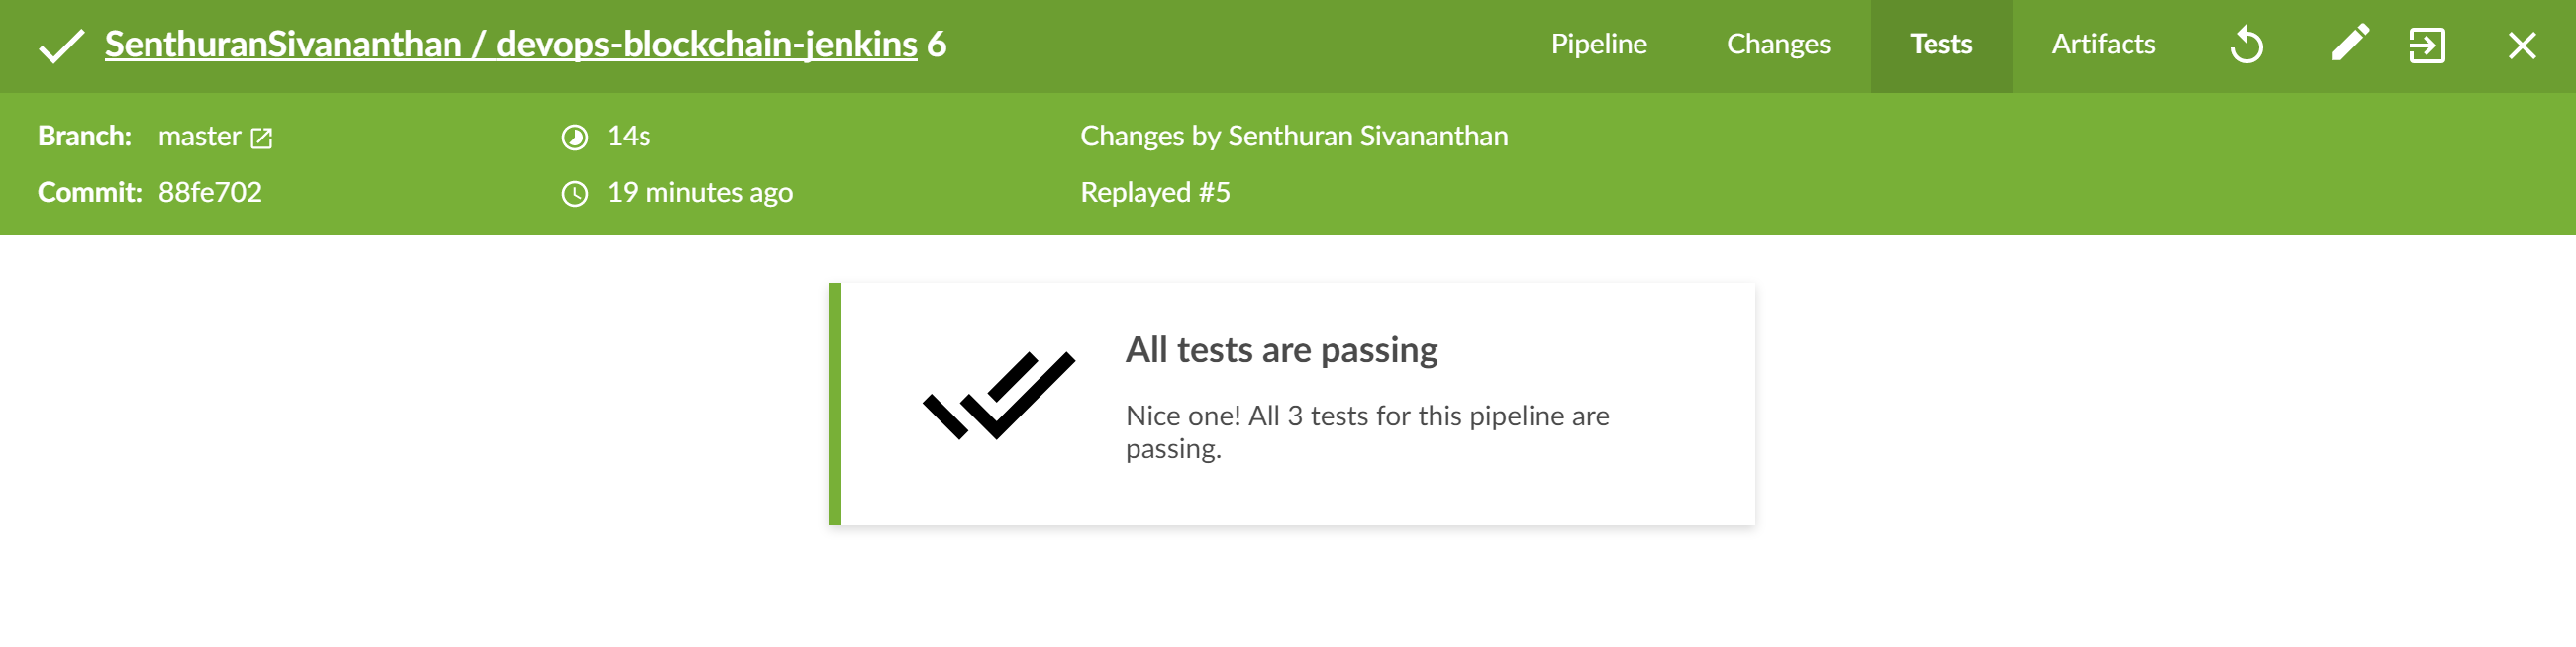 SenthuranSivananthan / devops-blockchain-jenkins 6
Pipeline Changes Tests Artifacts
Branch: master 14s Changes by Senthuran Sivananthan
Commit: 88fe702 19 minutes ago Replayed #5
All tests are passing
Nice one! All 3 tests for this pipeline are
passing.